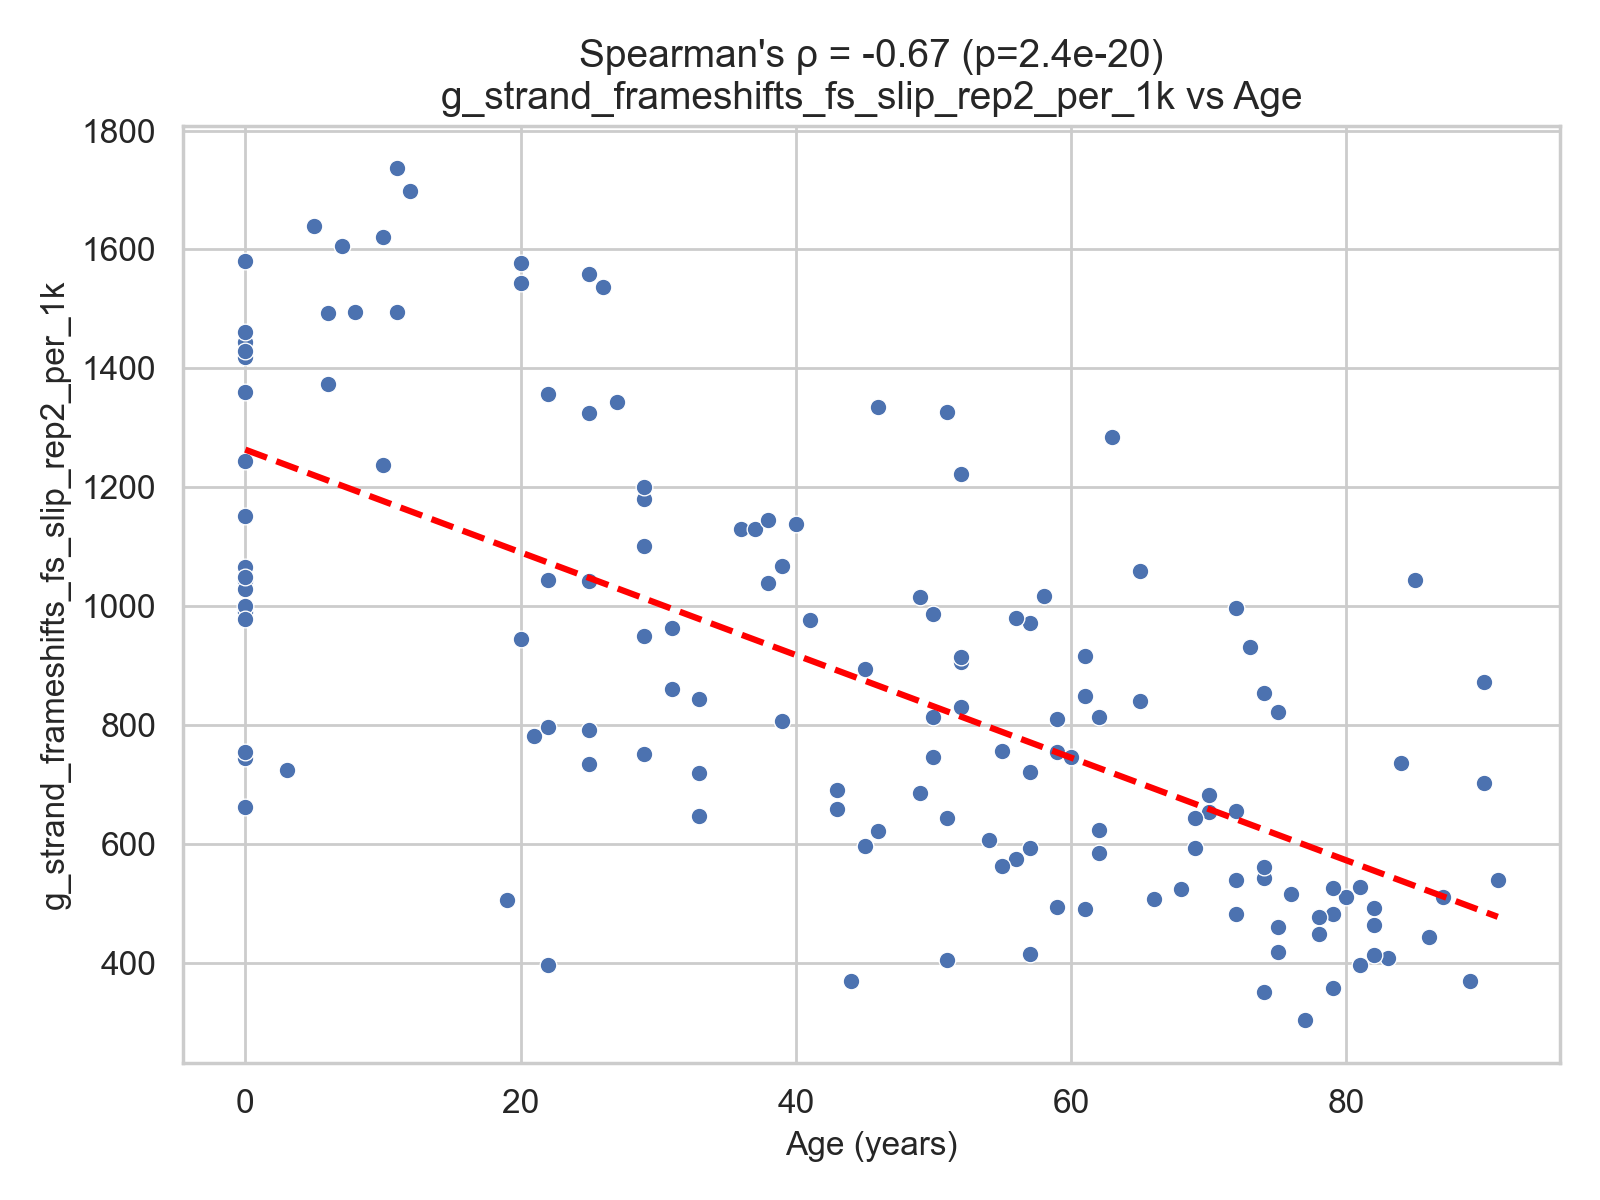 Spearman's ρ = -0.67 (p=2.4e-20)
g_strand_frameshifts_fs_slip_rep2_per_1k vs Age
g_strand_frameshifts_fs_slip_rep2_per_1k
1800
1600
1400
1200
1000
800
600
400
0 20 40 60 80
Age (years)